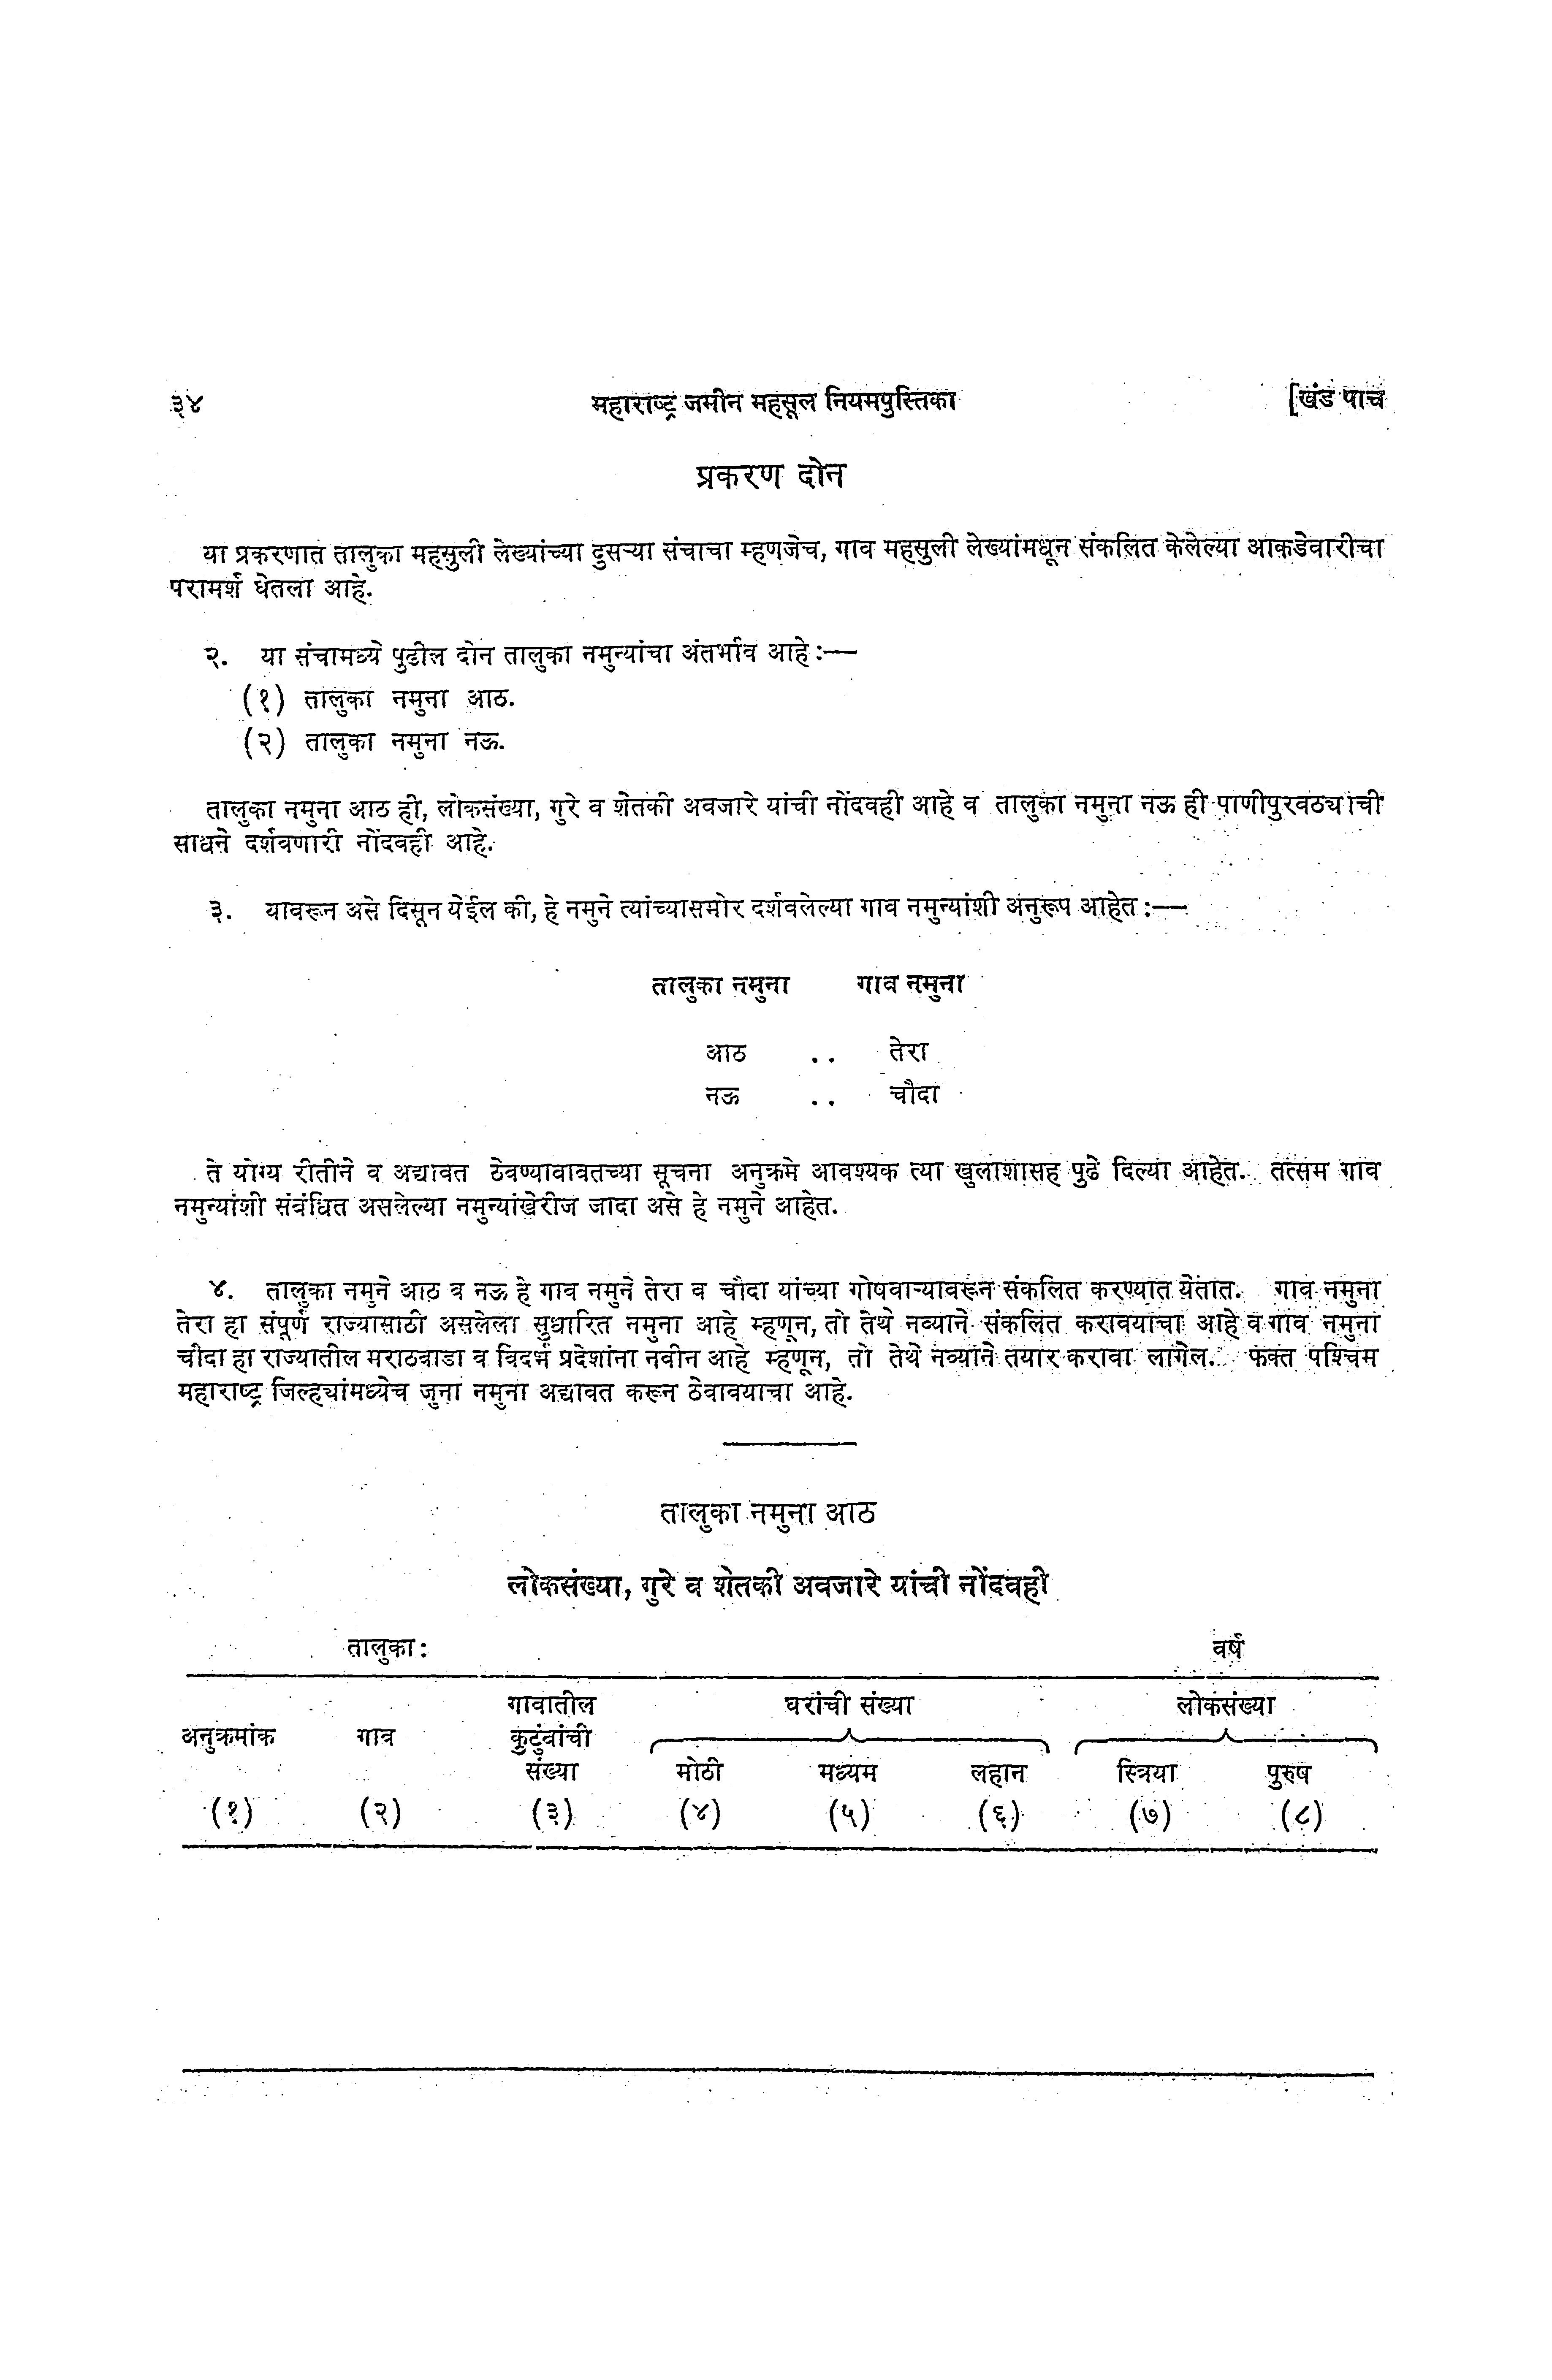 ३४ महाराष्ट्र जमीन महसूल नियमपुस्तिका [खंड पाच
प्रकरण दोन
या प्रकरणात तालुका महसुली लेख्यांच्या दुसऱ्या संचाचा म्हणजेच, गाव महसुली लेख्यांमधून संकलित केलेल्या आकडेवारीचा
परामर्श घेतला आहे.
२. या संचामध्ये पुढील दोन तालुका नमुन्यांचा अंतर्भाव आहे :—
(१) तालुका नमुना आठ.
(२) तालुका नमुना नऊ.
तालुका नमुना आठ ही, लोकसंख्या, गुरे व शेतकी अवजारे यांची नोंदवही आहे व तालुका नमुना नऊ ही पाणीपुरवठ्याची
साधने दर्शवणारी नोंदवही आहे.
३. यावरून असे दिसून येईल की, हे नमुने त्यांच्यासमोर दर्शवलेल्या गाव नमुन्यांशी अनुरूप आहेत :—
तालुका नमुना गाव नमुना
आठ .. तेरा
नऊ .. चौदा
ते योग्य रीतीने व अद्यावत ठेवण्याबाबतच्या सूचना अनुक्रमे आवश्यक त्या खुलाशासह पुढे दिल्या आहेत. तत्सम गाव
नमुन्यांशी संबंधित असलेल्या नमुन्यांखेरीज जादा असे हे नमुने आहेत.
४. तालुका नमुने आठ व नऊ हे गाव नमुने तेरा व चौदा यांच्या गोषवाऱ्यावरून संकलित करण्यात येतात. गाव नमुना
तेरा हा संपूर्ण राज्यासाठी असलेला सुधारित नमुना आहे म्हणून, तो तेथे नव्याने संकलित करावयाचा आहे व गाव नमुना
चौदा हा राज्यातील मराठवाडा व विदर्भ प्रदेशांना नवीन आहे म्हणून, तो तेथे नव्याने तयार करावा लागेल. फक्त पश्चिम
महाराष्ट्र जिल्ह्यांमध्येच जुना नमुना अद्यावत करून ठेवावयाचा आहे.
तालुका नमुना आठ
लोकसंख्या, गुरे व शेतकी अवजारे यांची नोंदवही
तालुका : वर्ष
गावातील घरांची संख्या लोकसंख्या
अनुक्रमांक गाव कुटुंबांची
संख्या मोठी मध्यम लहान स्त्रिया पुरुष
(१) (२) (३) (४) (५) (६) (७) (८)